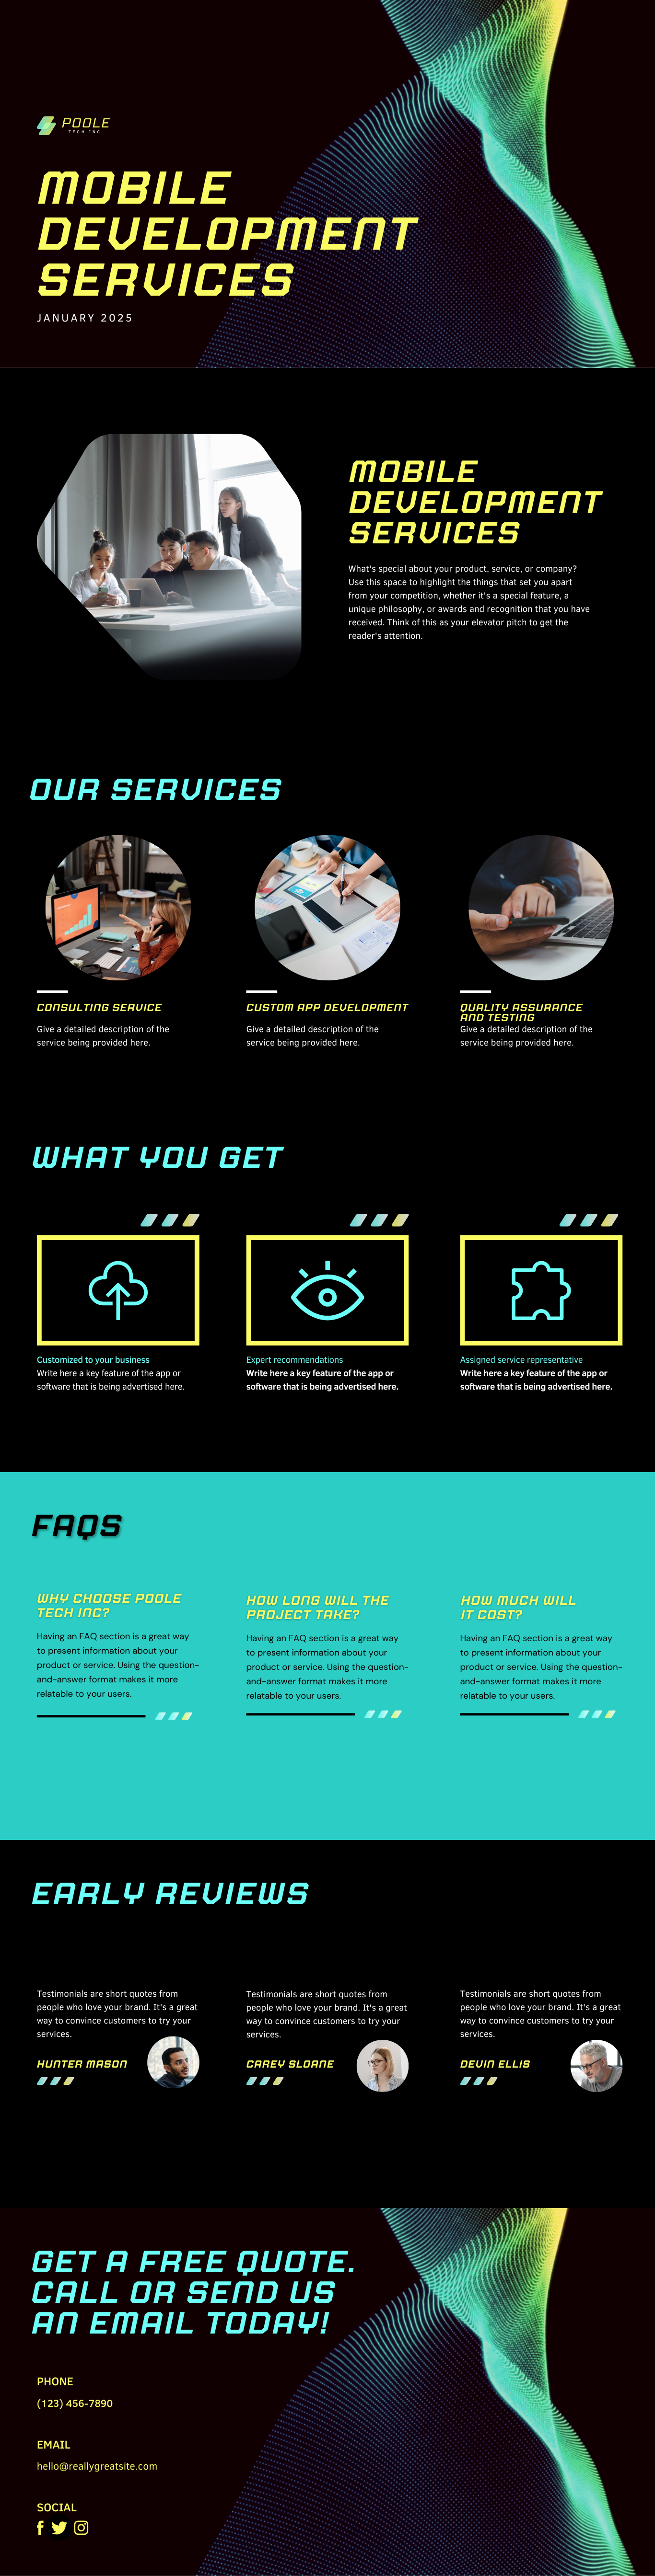 POOLE
TECH INC.
MOBILE
DEVELOPMENT
SERVICES
JANUARY 2025
MOBILE
DEVELOPMENT
SERVICES
What's special about your product, service, or company?
Use this space to highlight the things that set you apart
from your competition, whether it's a special feature, a
unique philosophy, or awards and recognition that you have
received. Think of this as your elevator pitch to get the
reader's attention.
OUR SERVICES
CONSULTING SERVICE
Give a detailed description of the
service being provided here.
CUSTOM APP DEVELOPMENT
Give a detailed description of the
service being provided here.
QUALITY ASSURANCE
AND TESTING
Give a detailed description of the
service being provided here.
WHAT YOU GET
Customized to your business
Write here a key feature of the app or
software that is being advertised here.
Expert recommendations
Write here a key feature of the app or
software that is being advertised here.
Assigned service representative
Write here a key feature of the app or
software that is being advertised here.
FAQS
WHY CHOOSE POOLE
TECH INC?
Having an FAQ section is a great way
to present information about your
product or service. Using the question-
and-answer format makes it more
relatable to your users.
HOW LONG WILL THE
PROJECT TAKE?
Having an FAQ section is a great way
to present information about your
product or service. Using the question-
and-answer format makes it more
relatable to your users.
HOW MUCH WILL
IT COST?
Having an FAQ section is a great way
to present information about your
product or service. Using the question-
and-answer format makes it more
relatable to your users.
EARLY REVIEWS
Testimonials are short quotes from
people who love your brand. It's a great
way to convince customers to try your
services.
HUNTER MASON
Testimonials are short quotes from
people who love your brand. It's a great
way to convince customers to try your
services.
CAREY SLOANE
Testimonials are short quotes from
people who love your brand. It's a great
way to convince customers to try your
services.
DEVIN ELLIS
GET A FREE QUOTE.
CALL OR SEND US
AN EMAIL TODAY!
PHONE
(123) 456-7890
EMAIL
hello@reallygreatsite.com
SOCIAL